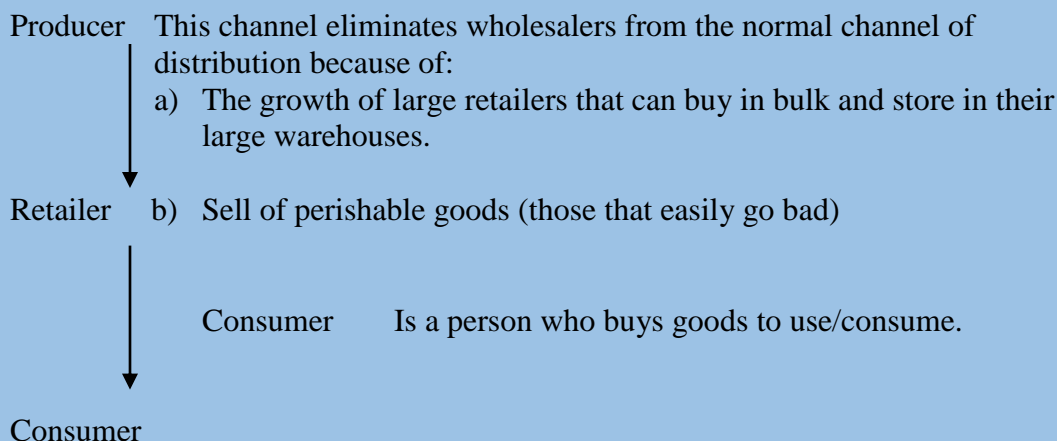 Producer This channel eliminates wholesalers from the normal channel of
distribution because of:
a) The growth of large retailers that can buy in bulk and store in their
large warehouses.
Retailer b) Sell of perishable goods (those that easily go bad)
Consumer Is a person who buys goods to use/consume.
Consumer